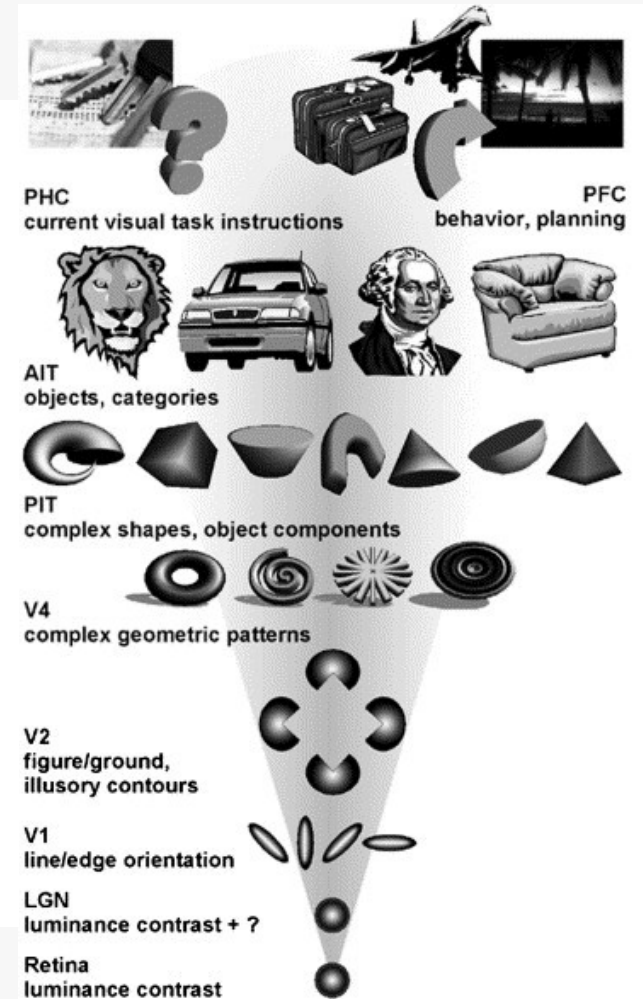 PHC
current visual task instructions
PFC
behavior, planning
AIT
objects, categories
PIT
complex shapes, object components
V4
complex geometric patterns
V2
figure/ground,
illusory contours
V1
line/edge orientation
LGN
luminance contrast + ?
Retina
luminance contrast